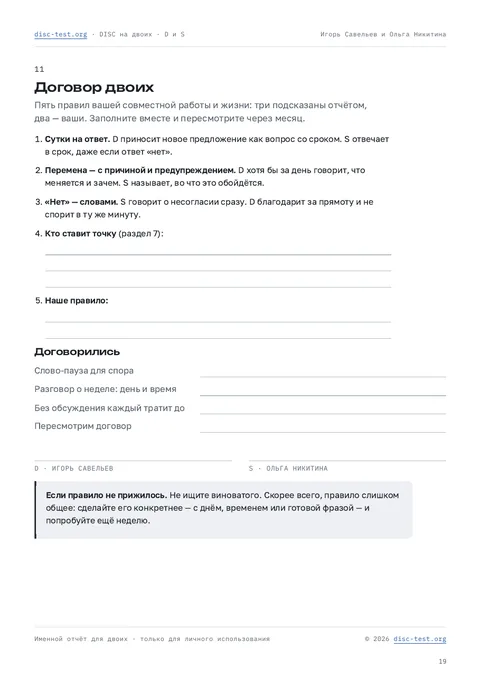 disc-test.org · DISC на двоих · D и S
Игорь Савельев и Ольга Никитина
11
Договор двоих
Пять правил вашей совместной работы и жизни: три подсказаны отчётом,
два — ваши. Заполните вместе и пересмотрите через месяц.
1. Сутки на ответ. D приносит новое предложение как вопрос со сроком. S отвечает
в срок, даже если ответ «нет».
2. Перемена — с причиной и предупреждением. D хотя бы за день говорит, что
меняется и зачем. S называет, во что это обойдётся.
3. «Нет» — словами. S говорит о несогласии сразу. D благодарит за прямоту и не
спорит в ту же минуту.
4. Кто ставит точку (раздел 7):
5. Наше правило:
Договорились
Слово-пауза для спора
Разговор о неделе: день и время
Без обсуждения каждый тратит до
Пересмотрим договор
D · ИГОРЬ САВЕЛЬЕВ
S · ОЛЬГА НИКИТИНА
Если правило не прижилось. Не ищите виноватого. Скорее всего, правило слишком
общее: сделайте его конкретнее — с днём, временем или готовой фразой — и
попробуйте ещё неделю.
Именной отчёт для двоих · только для личного использования
© 2026 disc-test.org
19